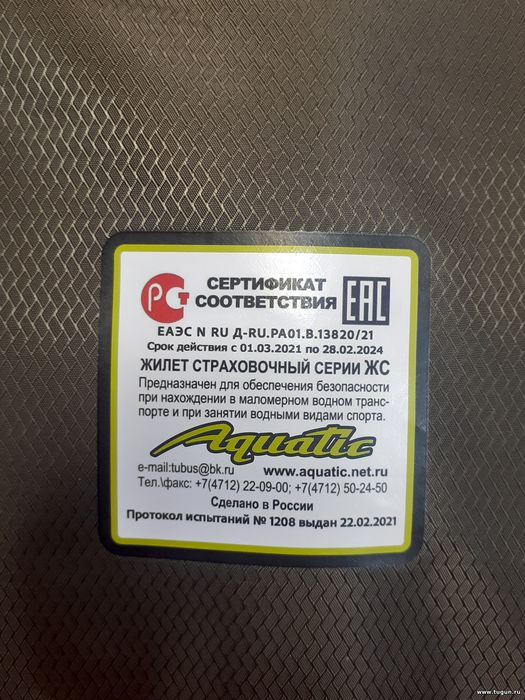 РСТ СЕРТИФИКАТ СООТВЕТСТВИЯ EAC
ЕАЭС N RU Д-RU.РА01.В.13820/21
Срок действия с 01.03.2021 по 28.02.2024
ЖИЛЕТ СТРАХОВОЧНЫЙ СЕРИИ ЖС
Предназначен для обеспечения безопасности
при нахождении в маломерном водном транс-
порте и при занятии водными видами спорта.
Aquatic
e-mail:tubus@bk.ru www.aquatic.net.ru
Тел.\факс: +7(4712) 22-09-00; +7(4712) 50-24-50
Сделано в России
Протокол испытаний № 1208 выдан 22.02.2021
www.tugun.ru